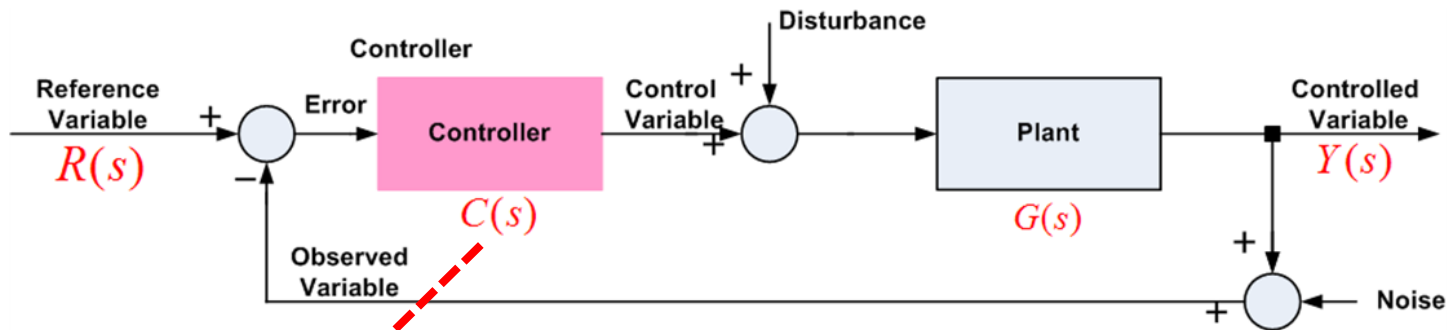 Disturbance
Controller
+
Reference
Variable
+
Error
Controller
Control
Variable
+
Plant
Controlled
Variable
R(s)
−
C(s)
G(s)
Y(s)
Observed
Variable
+
+
Noise